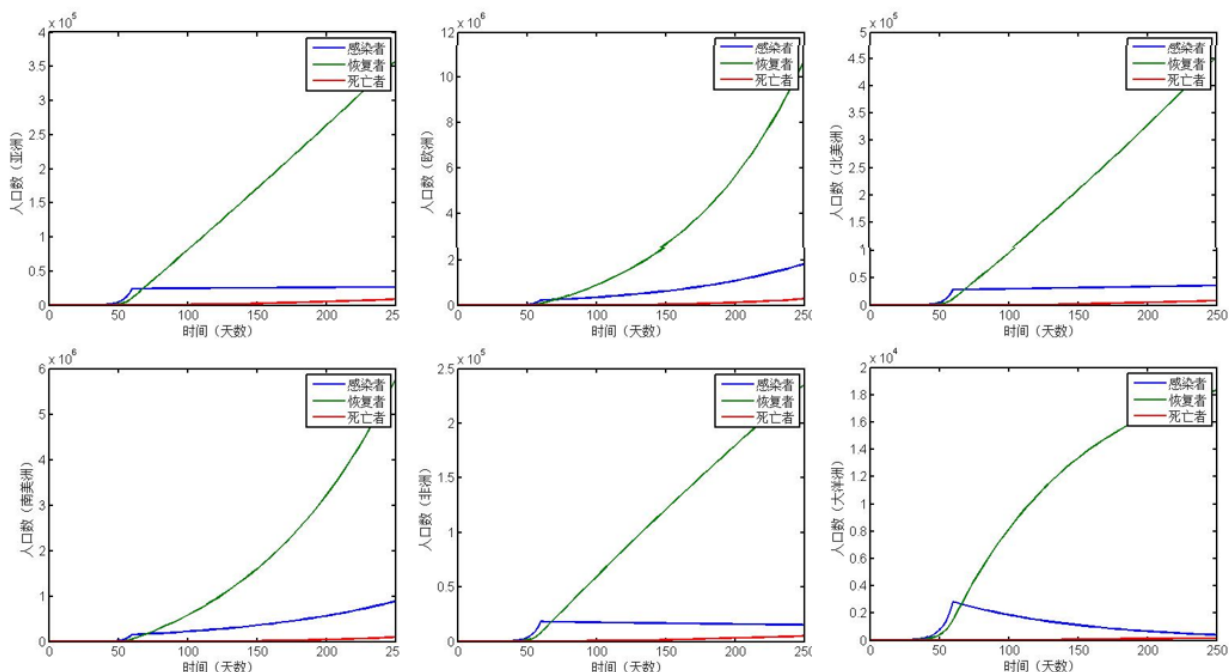 x 10^5
4
3.5
3
2.5
2
1.5
1
0.5
0
0
50
100
150
200
250
人口数（亚洲）
时间（天数）
感染者
恢复者
死亡者
x 10^6
12
10
8
6
4
2
0
0
50
100
150
200
250
人口数（欧洲）
时间（天数）
感染者
恢复者
死亡者
x 10^5
5
4.5
4
3.5
3
2.5
2
1.5
1
0.5
0
0
50
100
150
200
250
人口数（北美洲）
时间（天数）
感染者
恢复者
死亡者
x 10^6
6
5
4
3
2
1
0
0
50
100
150
200
250
人口数（南美洲）
时间（天数）
感染者
恢复者
死亡者
x 10^5
2.5
2
1.5
1
0.5
0
0
50
100
150
200
250
人口数（非洲）
时间（天数）
感染者
恢复者
死亡者
x 10^4
2
1.8
1.6
1.4
1.2
1
0.8
0.6
0.4
0.2
0
0
50
100
150
200
250
人口数（大洋洲）
时间（天数）
感染者
恢复者
死亡者